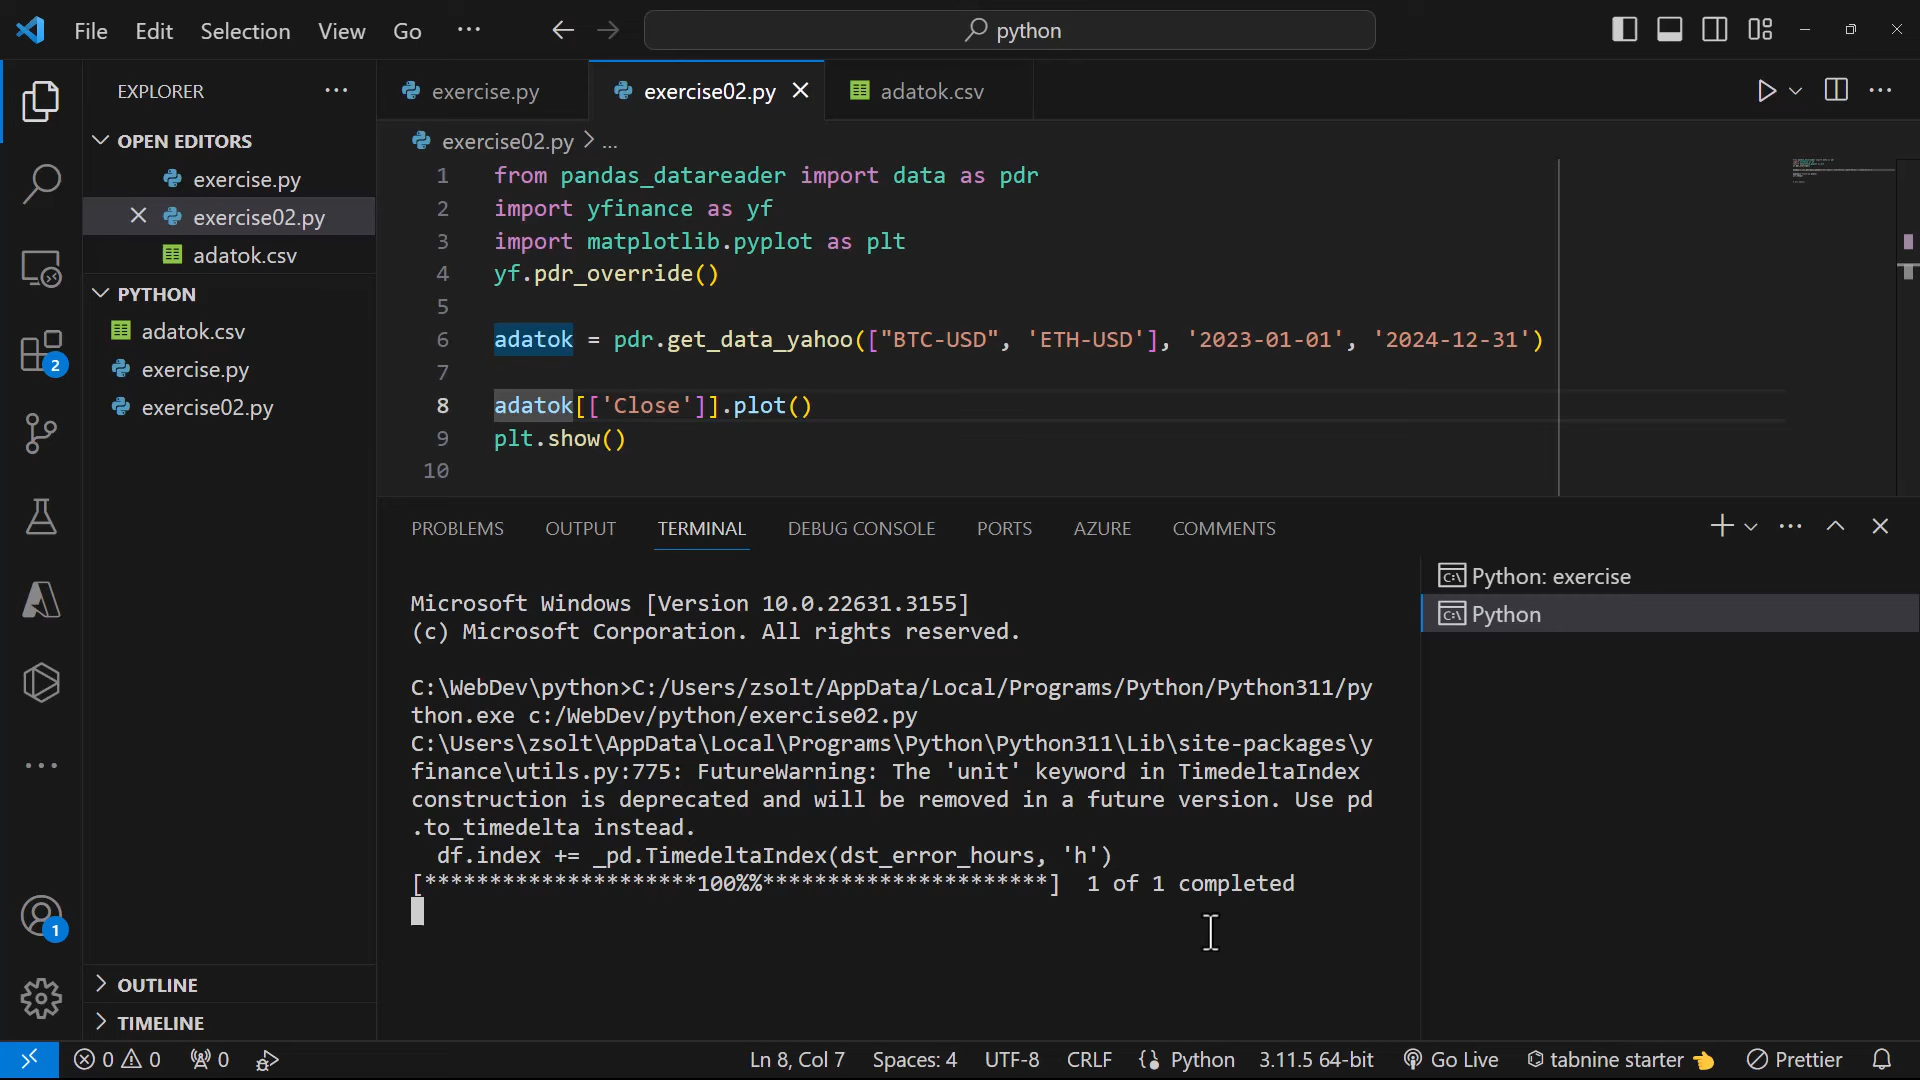 File Edit Selection View Go ...
python
EXPLORER ...
exercise.py
exercise02.py
adatok.csv
OPEN EDITORS
exercise.py
exercise02.py
adatok.csv
PYTHON
adatok.csv
exercise.py
exercise02.py
exercise02.py > ...
1 from pandas_datareader import data as pdr
2 import yfinance as yf
3 import matplotlib.pyplot as plt
4 yf.pdr_override()
5
6 adatok = pdr.get_data_yahoo(["BTC-USD", 'ETH-USD'], '2023-01-01', '2024-12-31')
7
8 adatok[['Close']].plot()
9 plt.show()
10
PROBLEMS OUTPUT TERMINAL DEBUG CONSOLE PORTS AZURE COMMENTS
Microsoft Windows [Version 10.0.22631.3155]
(c) Microsoft Corporation. All rights reserved.
C:\WebDev\python>C:/Users/zsolt/AppData/Local/Programs/Python/Python311/py
thon.exe c:/WebDev/python/exercise02.py
C:\Users\zsolt\AppData\Local\Programs\Python\Python311\Lib\site-packages\y
finance\utils.py:775: FutureWarning: The 'unit' keyword in TimedeltaIndex
construction is deprecated and will be removed in a future version. Use pd
.to_timedelta instead.
df.index += _pd.TimedeltaIndex(dst_error_hours, 'h')
[*********************100%%**********************] 1 of 1 completed
Python: exercise
Python
2
1
OUTLINE
TIMELINE
0 0 0 Ln 8, Col 7 Spaces: 4 UTF-8 CRLF Python 3.11.5 64-bit Go Live tabnine starter Prettier